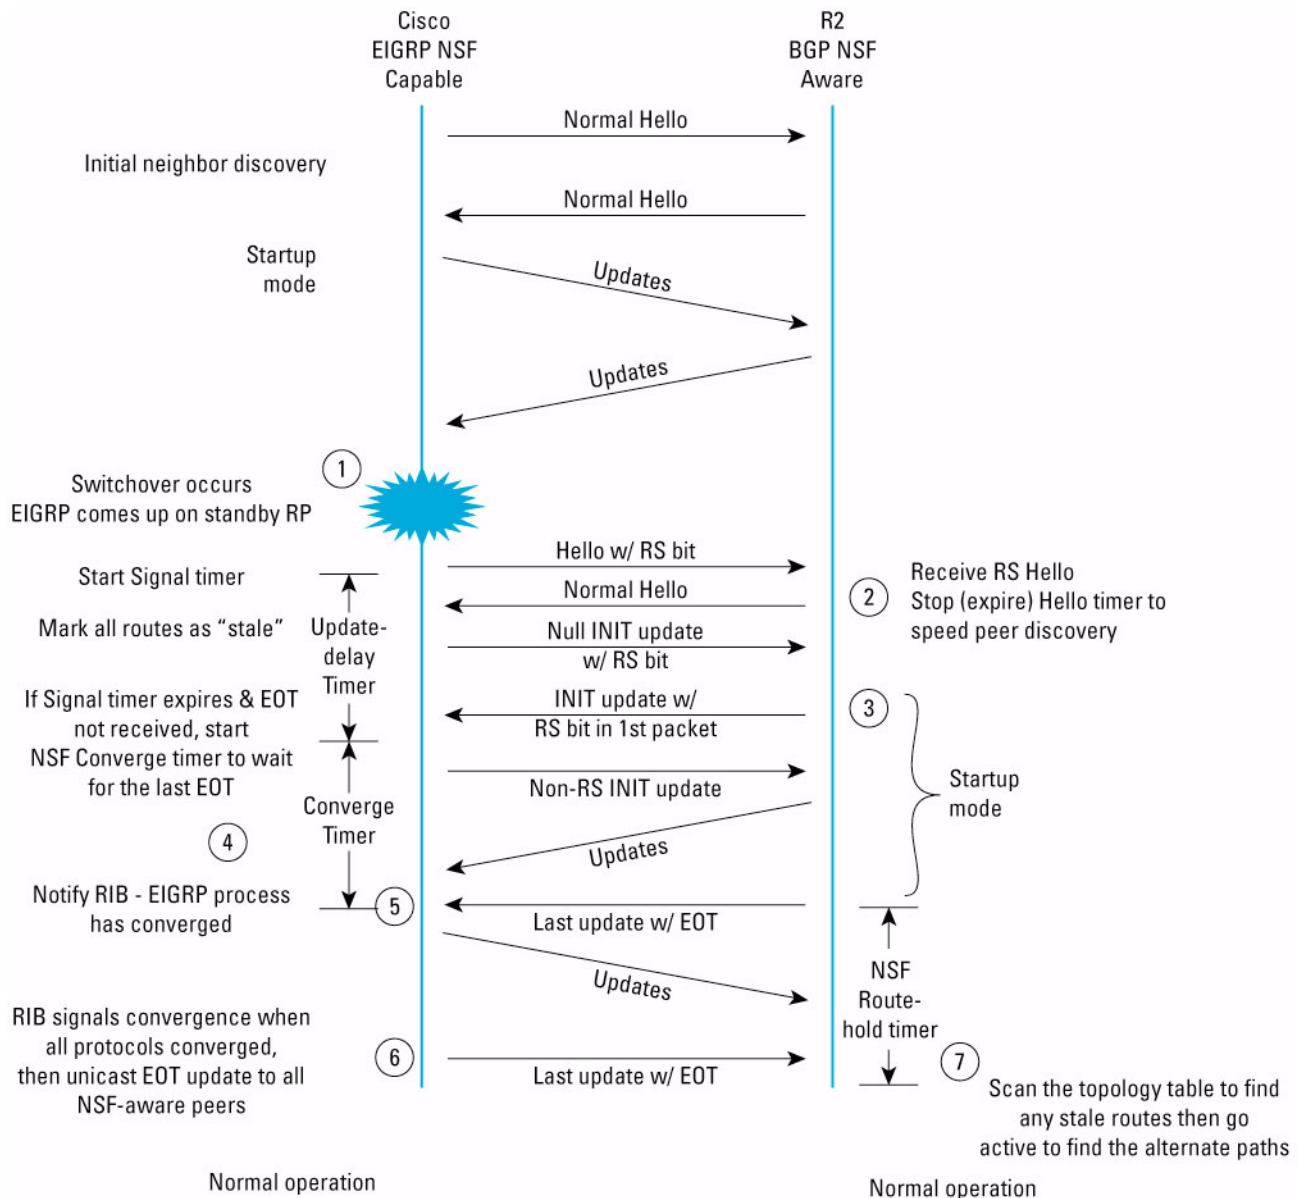 Cisco
EIGRP NSF
Capable
R2
BGP NSF
Aware
Normal Hello
Initial neighbor discovery
Normal Hello
Startup
mode
Updates
Updates
1
Switchover occurs
EIGRP comes up on standby RP
Hello w/ RS bit
Start Signal timer
Normal Hello
2
Receive RS Hello
Stop (expire) Hello timer to
speed peer discovery
Mark all routes as “stale”
Update-
delay
Timer
Null INIT update
w/ RS bit
If Signal timer expires & EOT
not received, start
NSF Converge timer to wait
for the last EOT
INIT update w/
RS bit in 1st packet
3
Non-RS INIT update
Startup
mode
Converge
Timer
4
Updates
Notify RIB - EIGRP process
has converged
5
Last update w/ EOT
Updates
NSF
Route-
hold timer
RIB signals convergence when
all protocols converged,
then unicast EOT update to all
NSF-aware peers
6
Last update w/ EOT
7
Scan the topology table to find
any stale routes then go
active to find the alternate paths
Normal operation
Normal operation